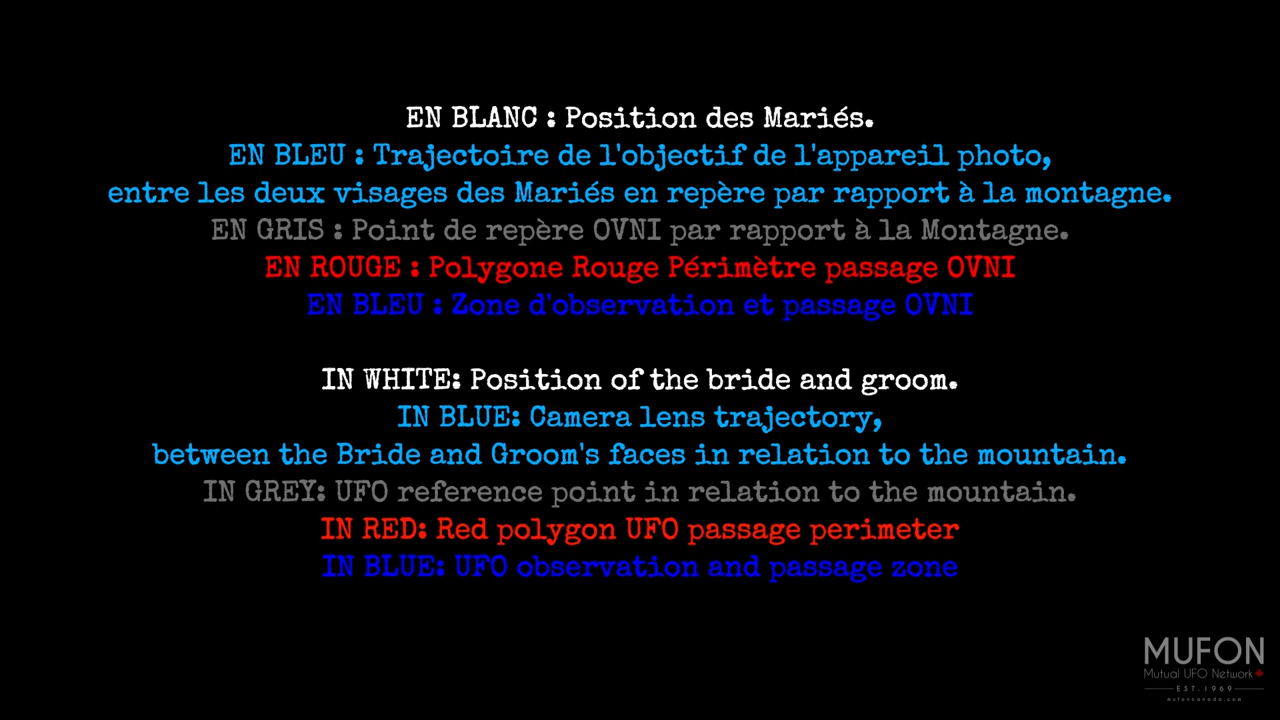 EN BLANC : Position des Mariés.
EN BLEU : Trajectoire de l'objectif de l'appareil photo,
entre les deux visages des Mariés en repère par rapport à la montagne.
EN GRIS : Point de repère OVNI par rapport à la Montagne.
EN ROUGE : Polygone Rouge Périmètre passage OVNI
EN BLEU : Zone d'observation et passage OVNI
IN WHITE: Position of the bride and groom.
IN BLUE: Camera lens trajectory,
between the Bride and Groom's faces in relation to the mountain.
IN GREY: UFO reference point in relation to the mountain.
IN RED: Red polygon UFO passage perimeter
IN BLUE: UFO observation and passage zone
MUFON
Mutual UFO Network
EST. 1969
mufoncanada.com